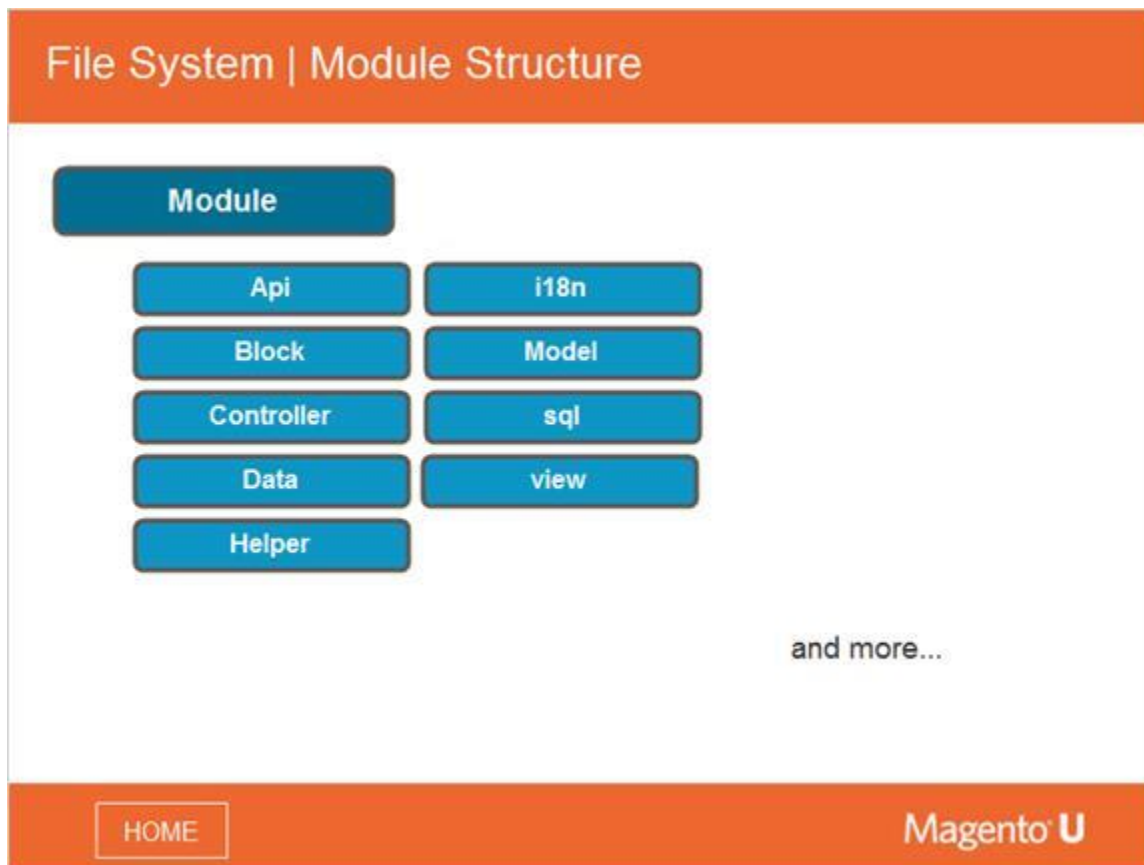 File System | Module Structure
Module
Api
i18n
Block
Model
Controller
sql
Data
view
Helper
and more...
HOME
Magento U